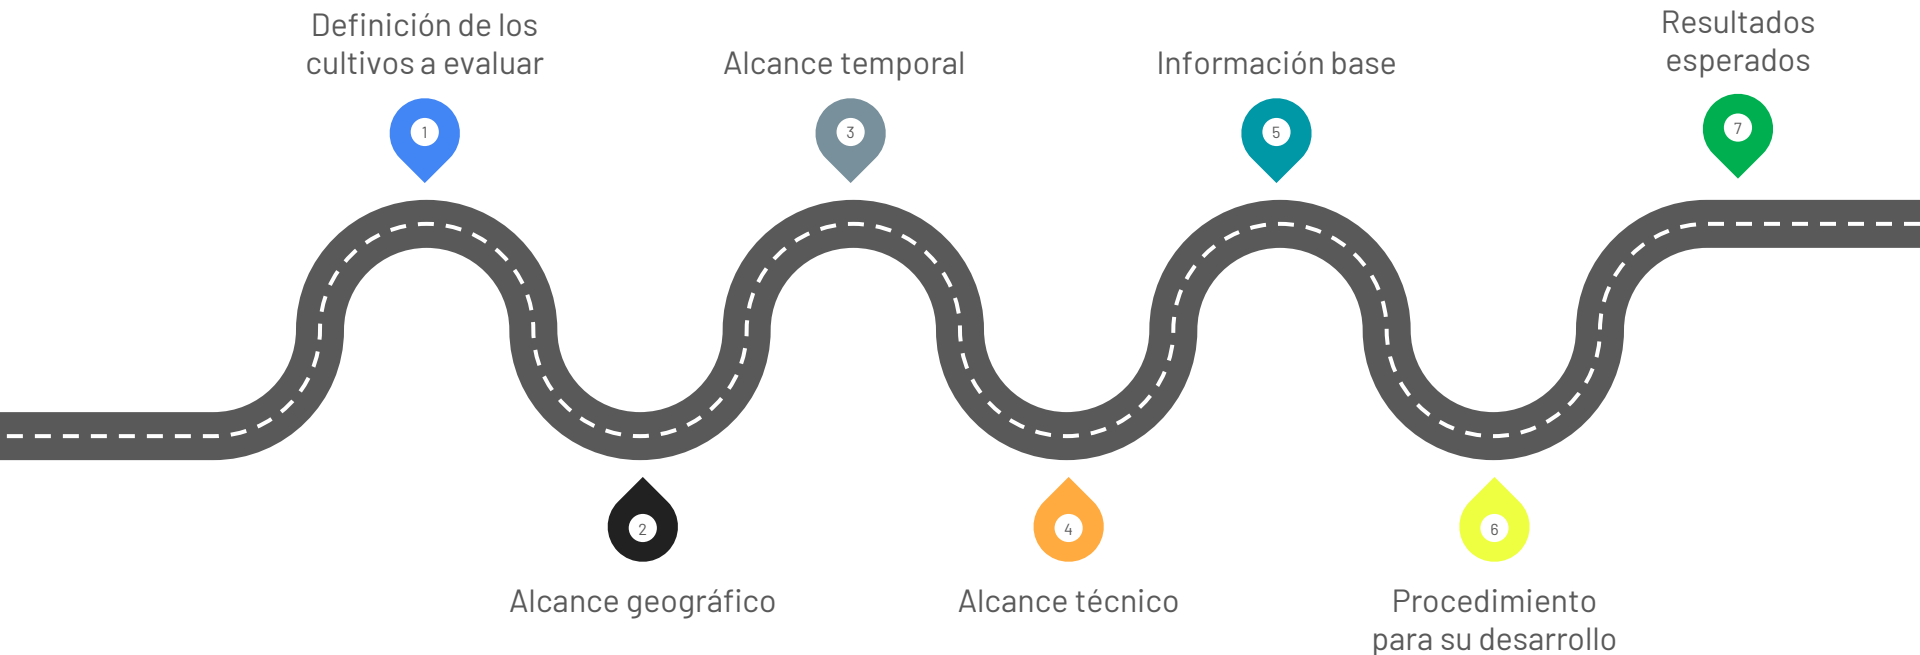 Definición de los
cultivos a evaluar
1
2
Alcance geográfico
Alcance temporal
3
4
Alcance técnico
Información base
5
6
Procedimiento
para su desarrollo
Resultados
esperados
7